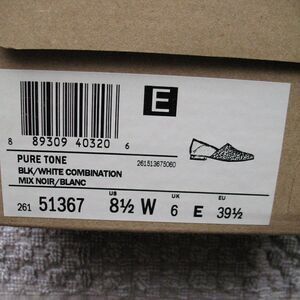 E
8 89309 40320 6
PURE TONE 261513675060
BLK/WHITE COMBINATION
MIX NOIR/BLANC
US UK EU
261 51367 8½ W 6 E 39½